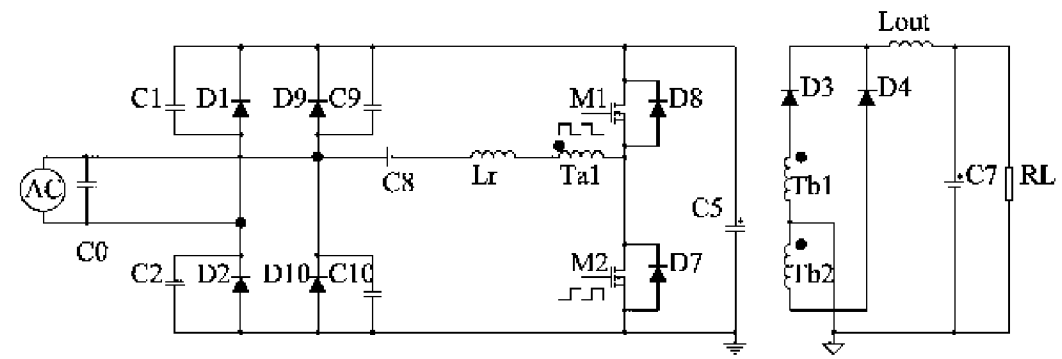 Lout
C1 D1 D9 C9 M1 D8 D3 D4
AC C8 Lr Ta1 Tb1 C7 RL
C0 C5
C2 D2 D10 C10 M2 D7 Tb2